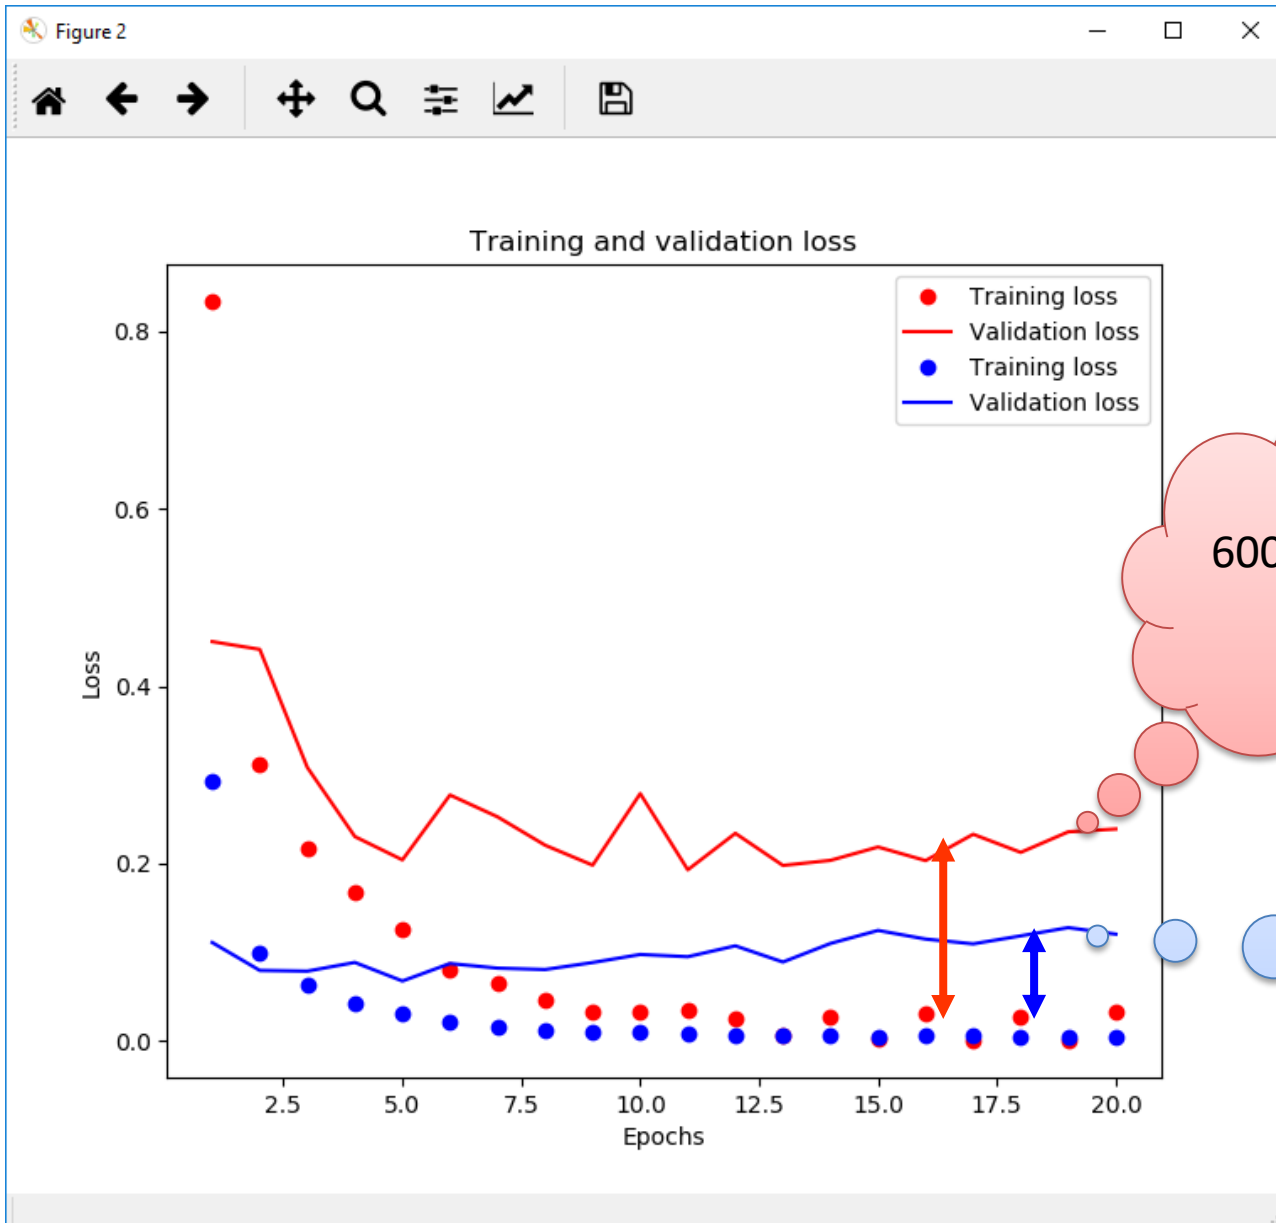 Figure 2
Training and validation loss
Training loss
Validation loss
Training loss
Validation loss
0.8
0.6
0.4
0.2
0.0
Loss
600
2.5 5.0 7.5 10.0 12.5 15.0 17.5 20.0
Epochs